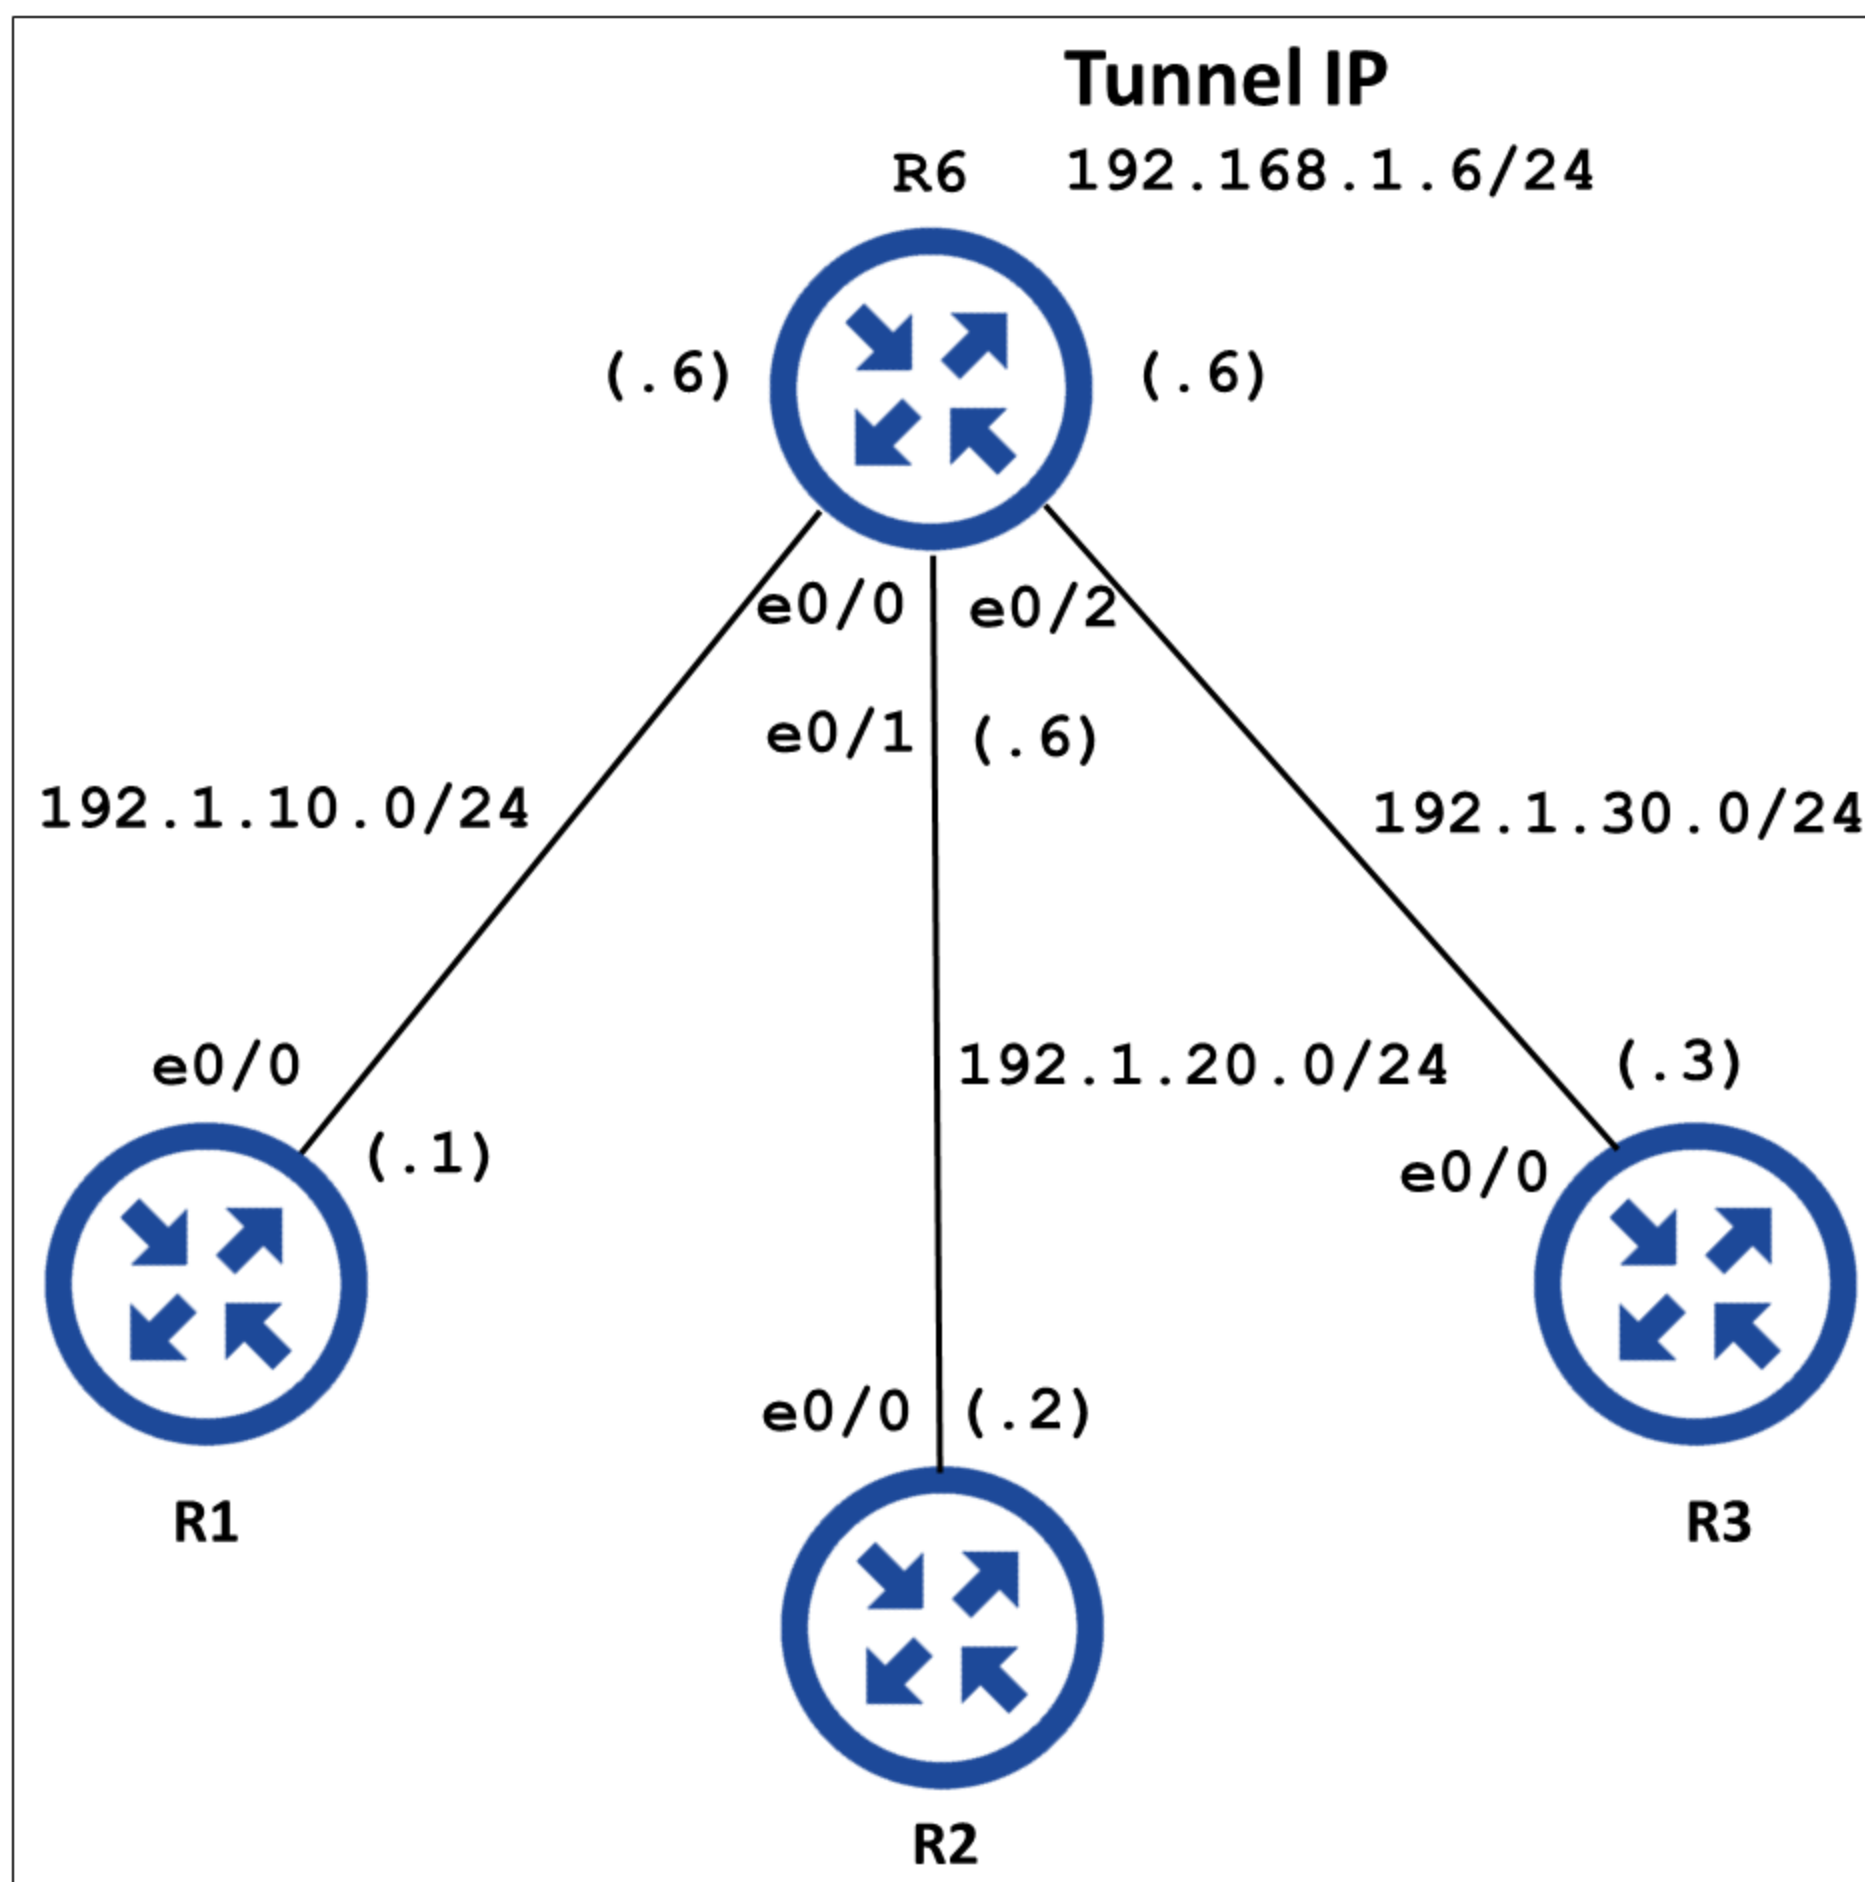 Tunnel IP
R6 192.168.1.6/24
(.6) (.6)
e0/0 e0/2
e0/1 (.6)
192.1.10.0/24 192.1.30.0/24
e0/0 192.1.20.0/24 (.3)
(.1) e0/0
e0/0 (.2)
R1 R3
R2